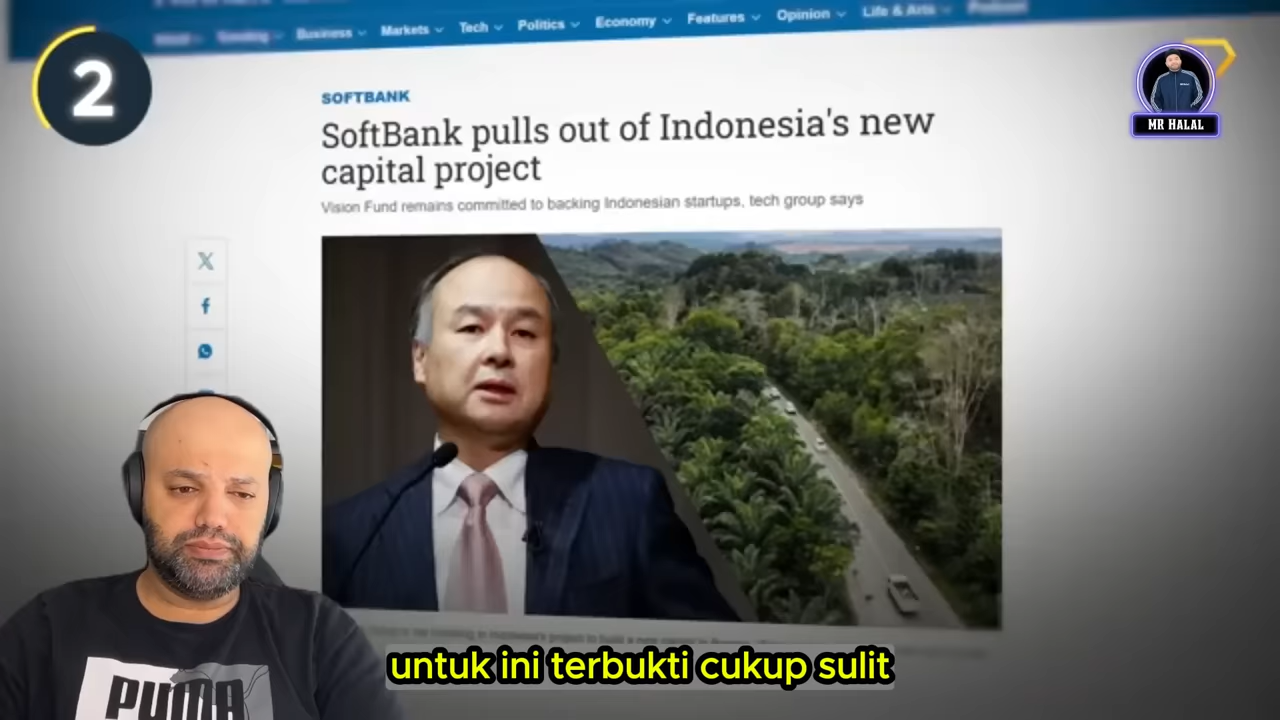 Business
Markets
Tech
Politics
Economy
Features
Opinion
Life & Arts
Podcast
2
MR HALAL
SOFTBANK
SoftBank pulls out of Indonesia's new
capital project
Vision Fund remains committed to backing Indonesian startups, tech group says
untuk ini terbukti cukup sulit
PUMA